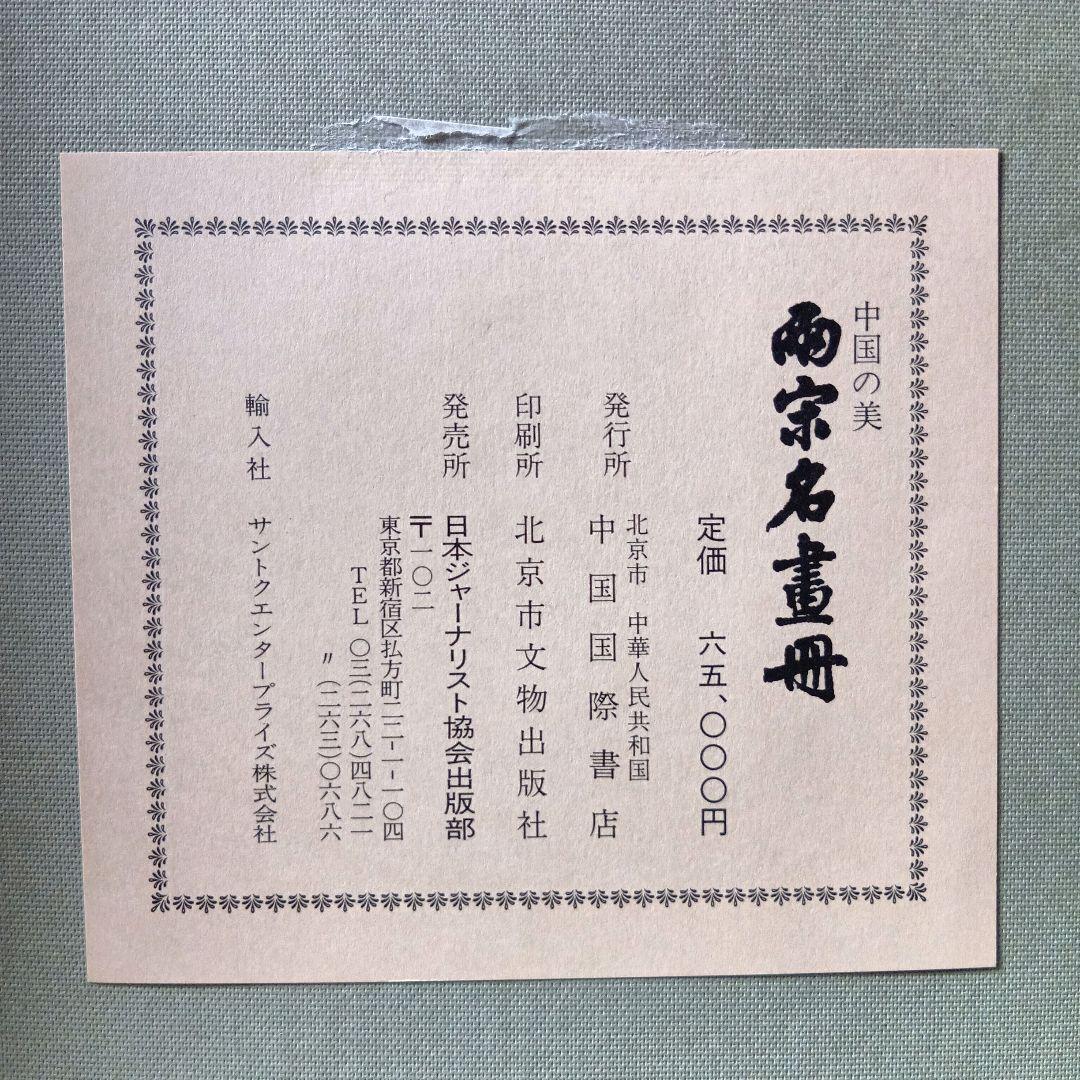 中国の美
兩宗名畫冊
定価 六五、〇〇〇円
北京市 中華人民共和国
発行所 中国国際書店
印刷所 北京市文物出版社
発売所 日本ジャーナリスト協会出版部
〒一〇二
東京都新宿区払方町二二-一-一〇四
TEL 〇三(二六八)四八二一
〃(二六三)〇六八六
輸入社 サントクエンタープライズ株式会社